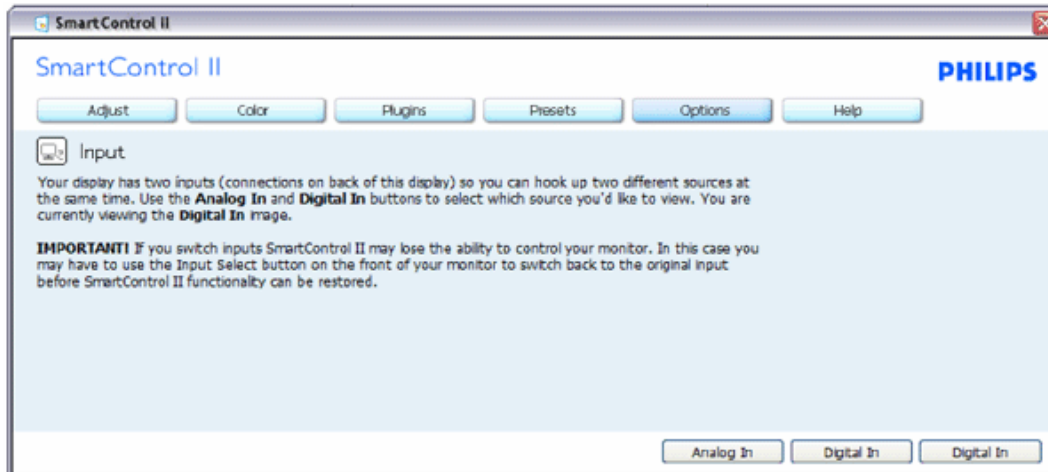 SmartControl II
SmartControl II
PHILIPS
Adjust
Color
Plugins
Presets
Options
Help
Input
Your display has two inputs (connections on back of this display) so you can hook up two different sources at
the same time. Use the Analog In and Digital In buttons to select which source you'd like to view. You are
currently viewing the Digital In image.
IMPORTANT! If you switch inputs SmartControl II may lose the ability to control your monitor. In this case you
may have to use the Input Select button on the front of your monitor to switch back to the original input
before SmartControl II functionality can be restored.
Analog In
Digital In
Digital In